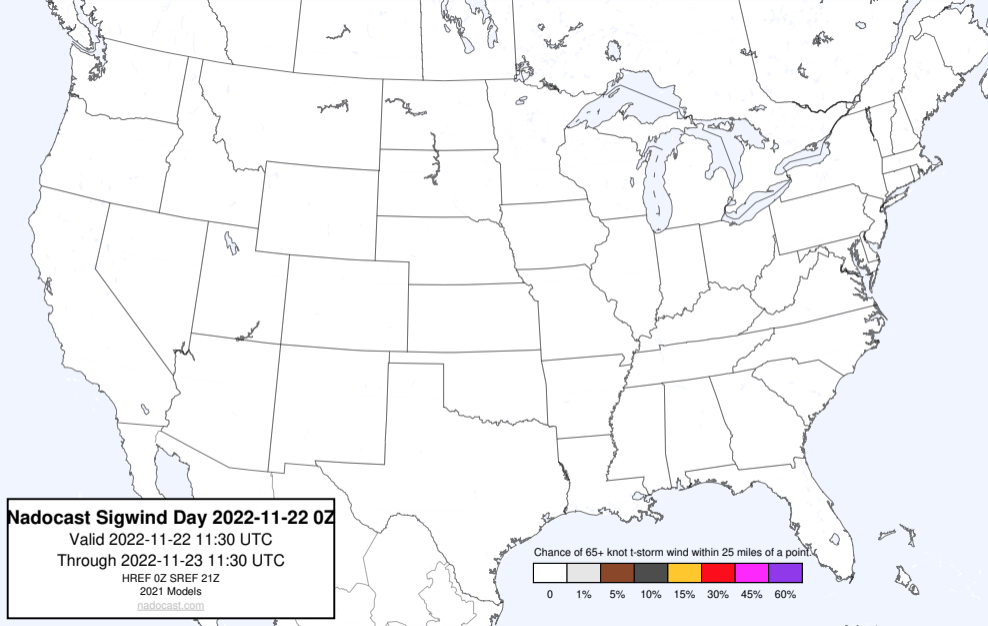 Nadocast Sigwind Day 2022-11-22 0Z
Valid 2022-11-22 11:30 UTC
Through 2022-11-23 11:30 UTC
HREF 0Z SREF 21Z
2021 Models
nadocast.com
Chance of 65+ knot t-storm wind within 25 miles of a point.
0 1% 5% 10% 15% 30% 45% 60%